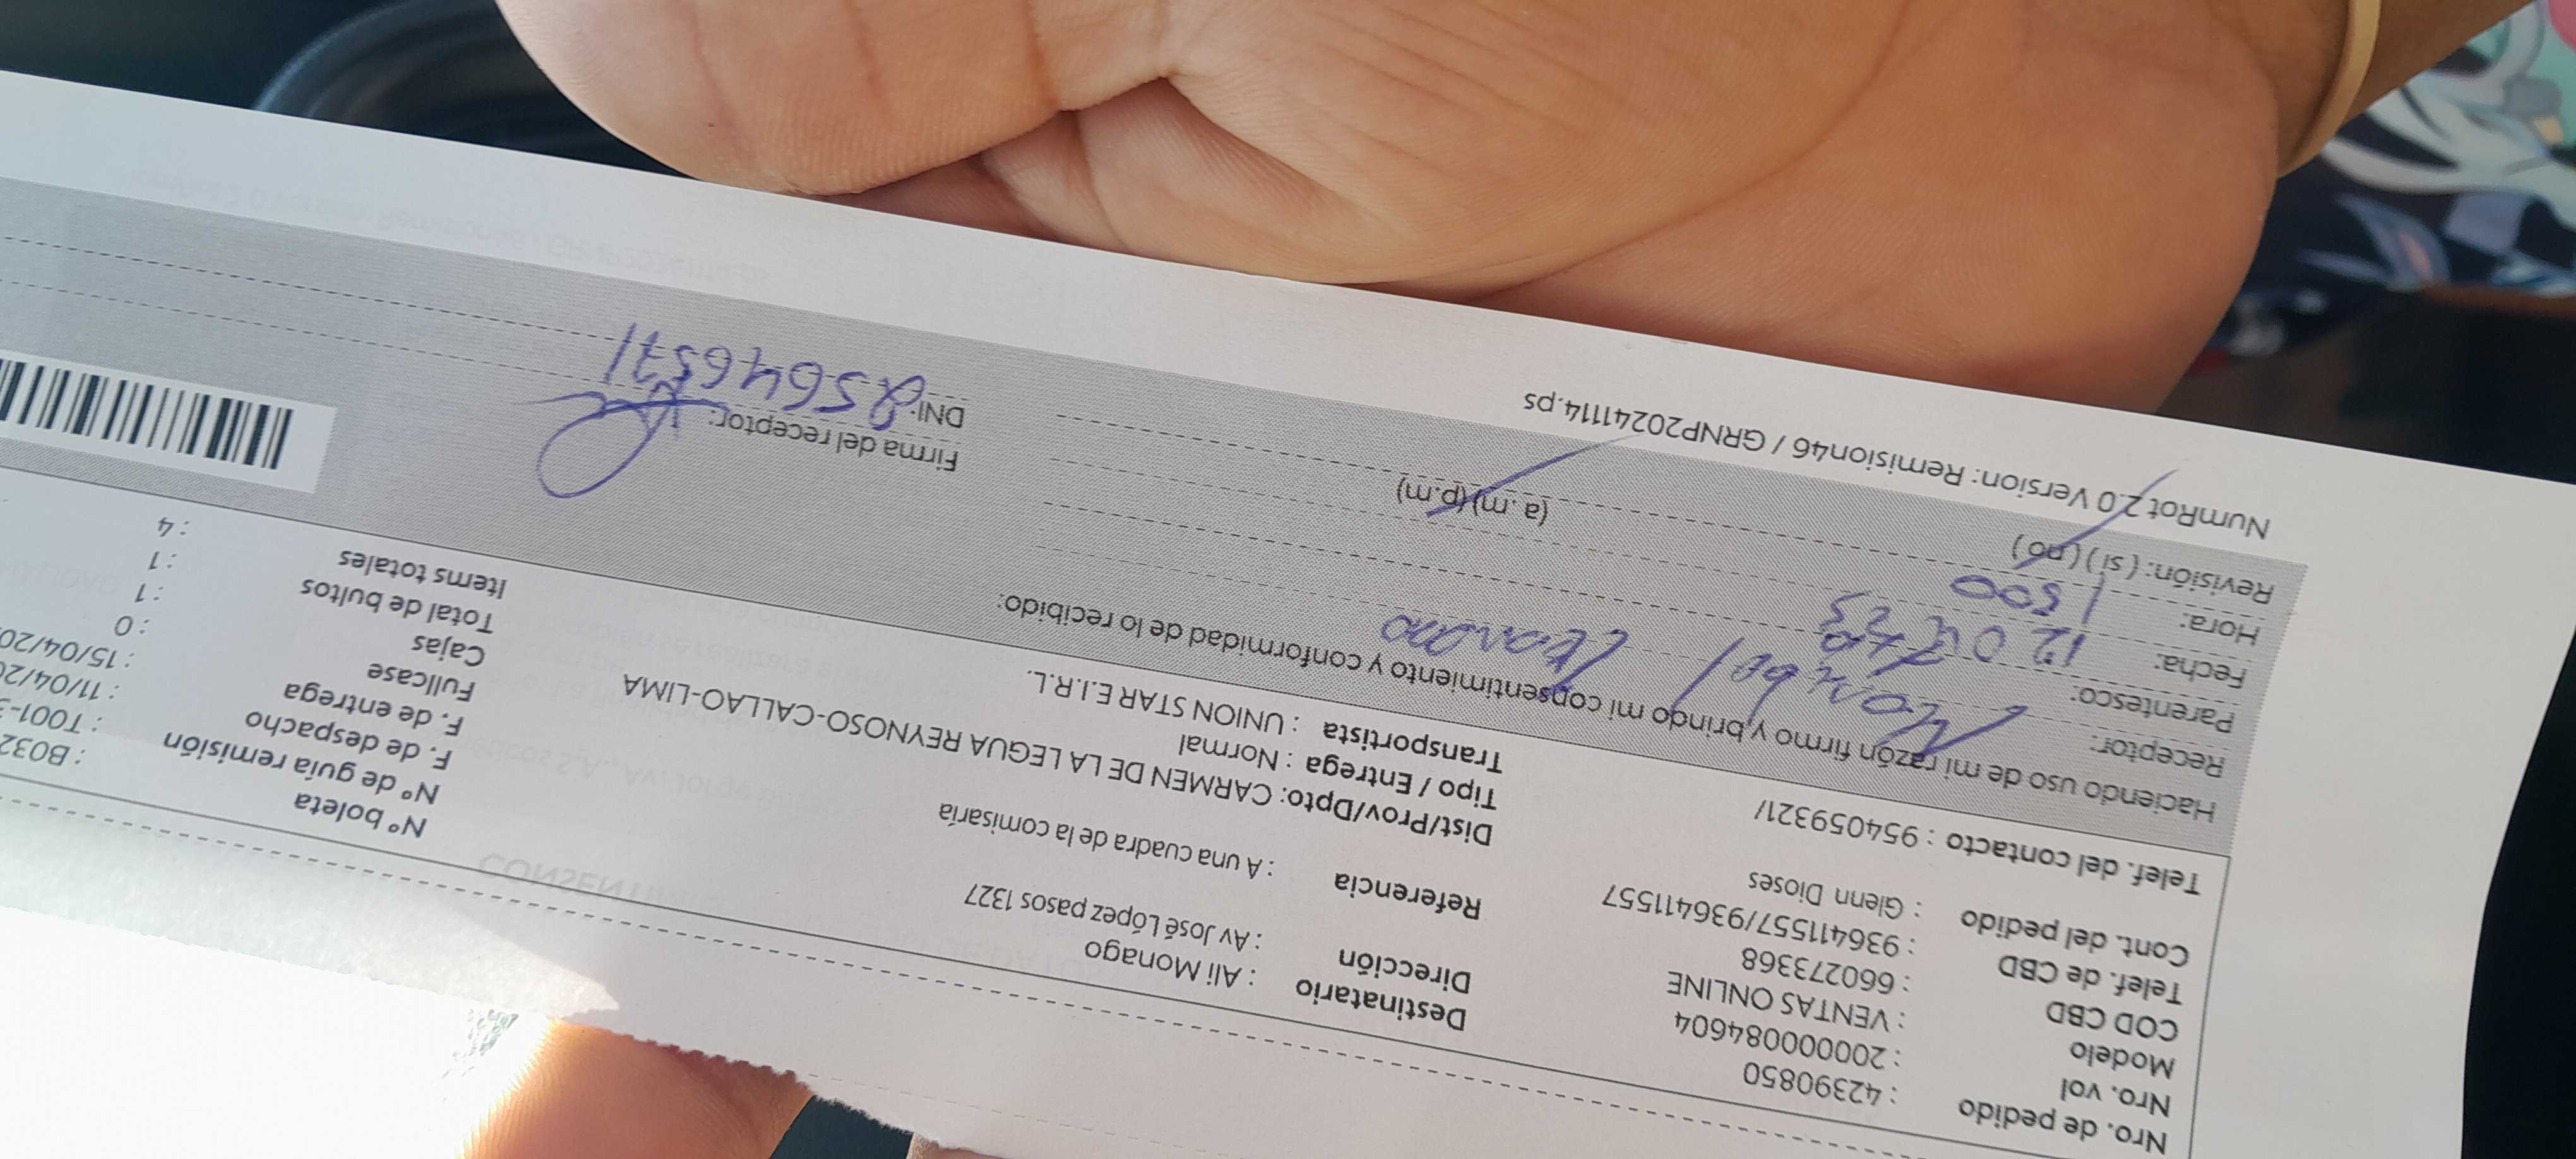 Nro. de pedido : 42390850
Nro. vol : 20000084604
Modelo : VENTAS ONLINE
COD CBD : 660273368
Telef. de CBD : 936411557/936411557
Cont. del pedido : Glenn Dioses
Telef. del contacto : 954059321/
Destinatario : Ali Monago
Dirección : Av José López pasos 1327
Referencia : A una cuadra de la comisaría
Dist/Prov/Dpto: CARMEN DE LA LEGUA REYNOSO-CALLAO-LIMA
Tipo / Entrega : Normal
Transportista : UNION STAR E.I.R.L.
Nº boleta : B032
Nº de guía remisión : T001-
F. de despacho : 11/04/20
F. de entrega : 15/04/20
Fullcase : 0
Cajas : 1
Total de bultos : 1
Items totales : 4
Haciendo uso de mi razón firmo y brindo mi consentimiento y conformidad de lo recibido:
Receptor:
Parentesco:
Fecha: 12 04
Hora: 1500 (a.m)(p.m)
Revisión: ( si ) ( no )
Firma del receptor:
DNI: 25646571
NumRot 2.0 Version: Remision46 / GRNP20241114.ps